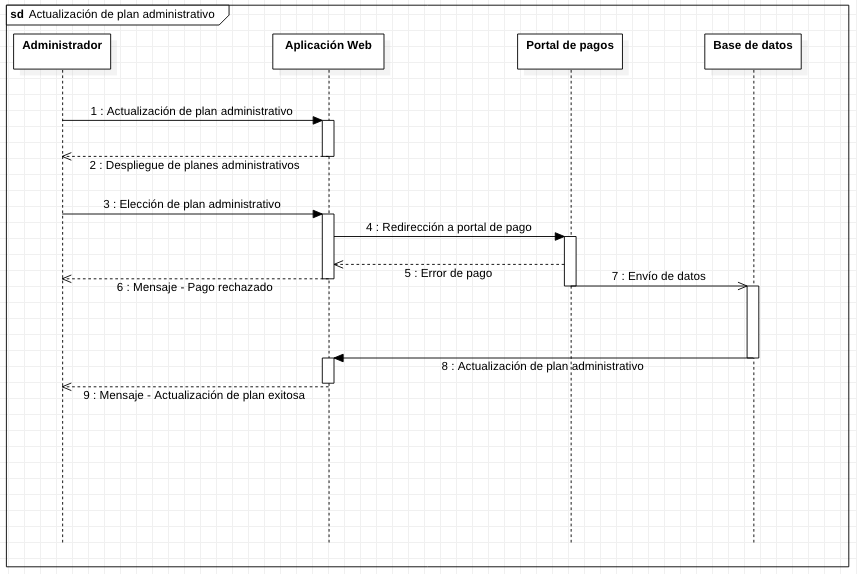 sd Actualización de plan administrativo
Administrador
Aplicación Web
Portal de pagos
Base de datos
1 : Actualización de plan administrativo
2 : Despliegue de planes administrativos
3 : Elección de plan administrativo
4 : Redirección a portal de pago
5 : Error de pago
7 : Envío de datos
6 : Mensaje - Pago rechazado
8 : Actualización de plan administrativo
9 : Mensaje - Actualización de plan exitosa